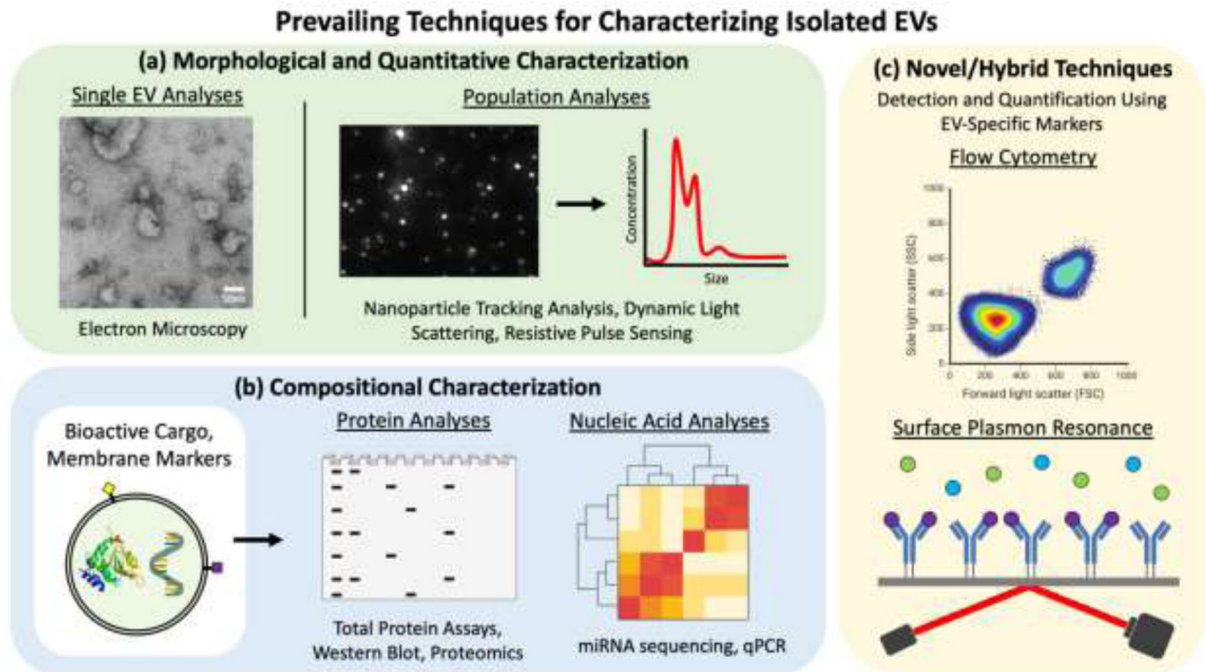 Prevailing Techniques for Characterizing Isolated EVs
(a) Morphological and Quantitative Characterization
Single EV Analyses
Electron Microscopy
Population Analyses
Concentration
Size
Nanoparticle Tracking Analysis, Dynamic Light
Scattering, Resistive Pulse Sensing
(b) Compositional Characterization
Bioactive Cargo,
Membrane Markers
Protein Analyses
Total Protein Assays,
Western Blot, Proteomics
Nucleic Acid Analyses
miRNA sequencing, qPCR
(c) Novel/Hybrid Techniques
Detection and Quantification Using
EV-Specific Markers
Flow Cytometry
Side light scatter (SSC)
1000
800
600
400
200
0
0 200 400 600 800 1000
Forward light scatter (FSC)
Surface Plasmon Resonance